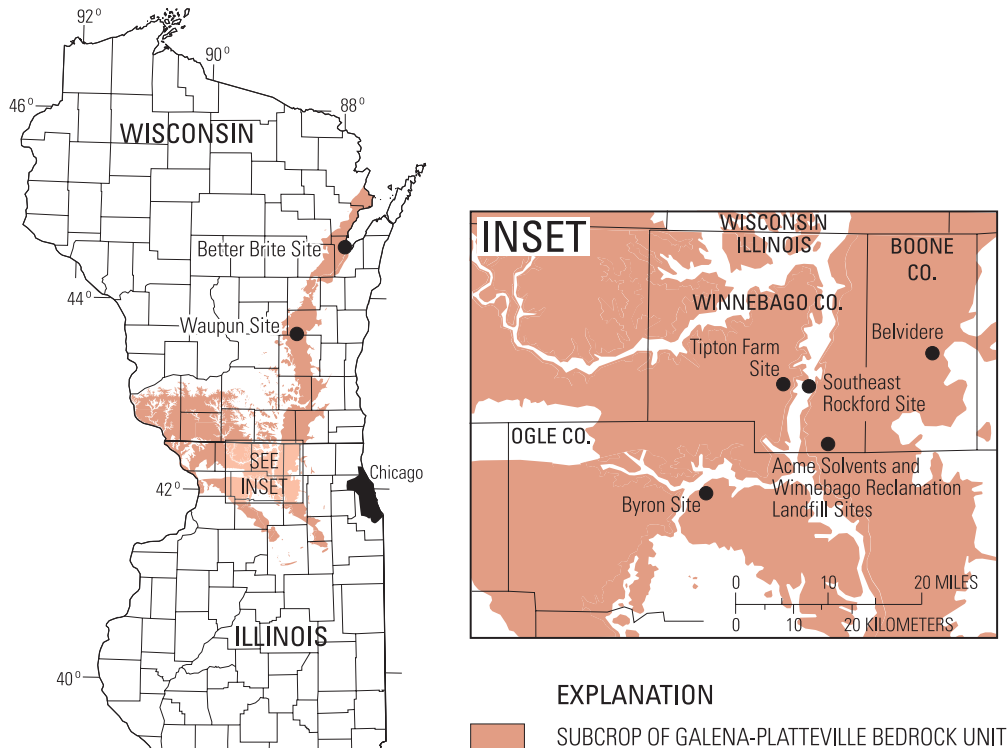 92°
90°
46°
88°
WISCONSIN
Better Brite Site
44°
Waupun Site
SEE
INSET
Chicago
42°
ILLINOIS
40°
INSET
WISCONSIN
ILLINOIS
BOONE
CO.
WINNEBAGO CO.
Belvidere
Tipton Farm
Site
Southeast
Rockford Site
OGLE CO.
Acme Solvents and
Winnebago Reclamation
Landfill Sites
Byron Site
0 10 20 MILES
0 10 20 KILOMETERS
EXPLANATION
SUBCROP OF GALENA-PLATTEVILLE BEDROCK UNIT